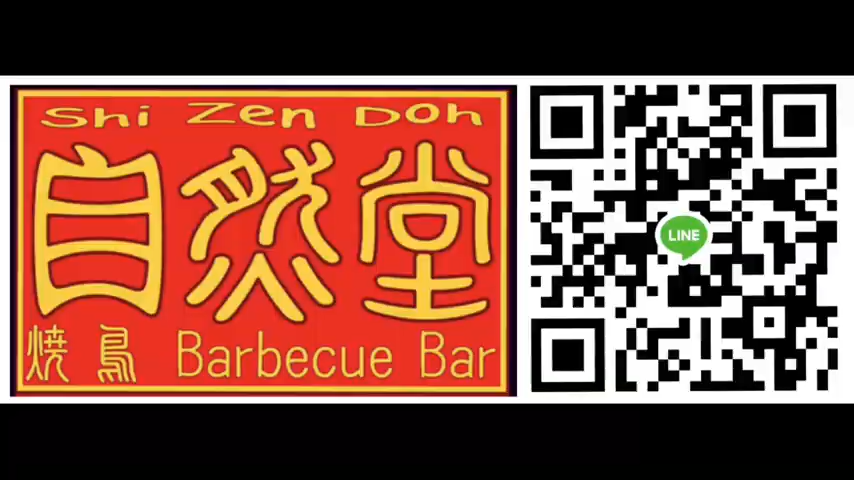 Shi Zen Doh
自然堂
焼鳥 Barbecue Bar
LINE